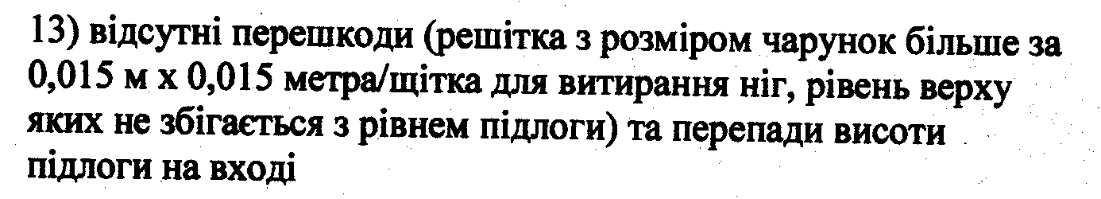 13) відсутні перешкоди (решітка з розміром чарунок більше за
0,015 м х 0,015 метра/щітка для витирання ніг, рівень верху
яких не збігається з рівнем підлоги) та перепади висоти
підлоги на вході